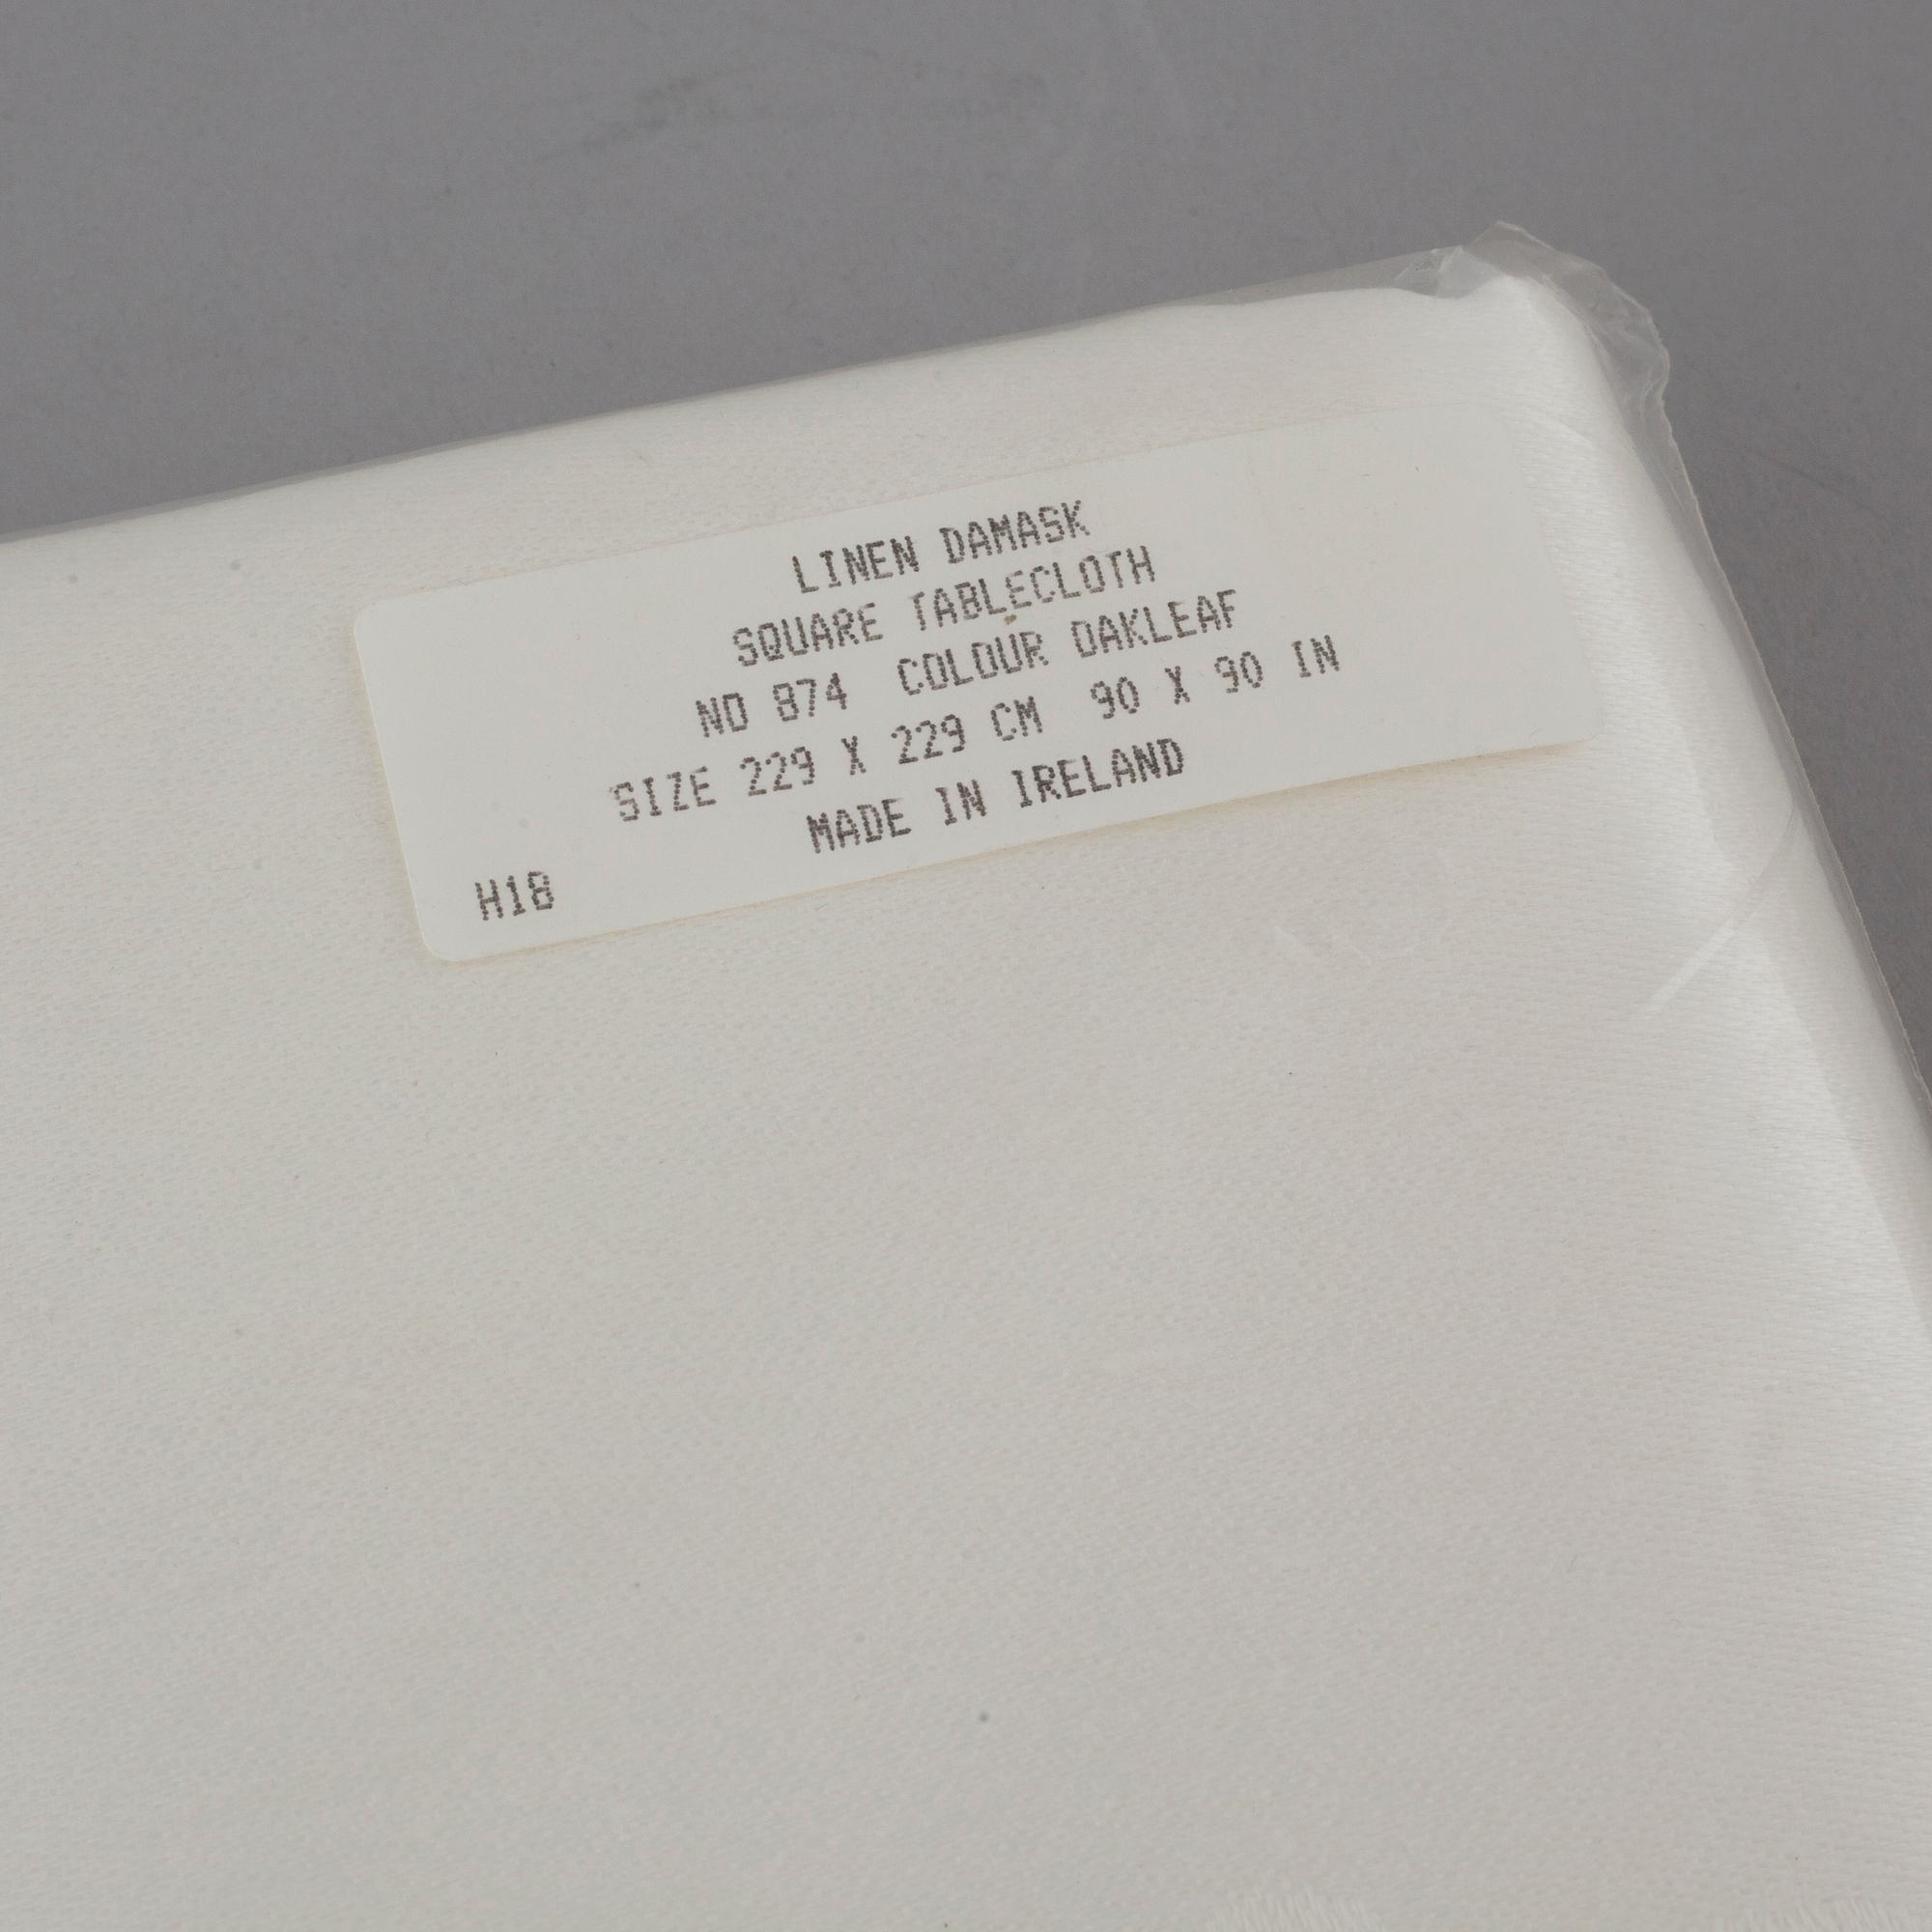 LINEN DAMASK
SQUARE TABLECLOTH
NO 874 COLOUR OAKLEAF
SIZE 229 X 229 CM 90 X 90 IN
MADE IN IRELAND
H18